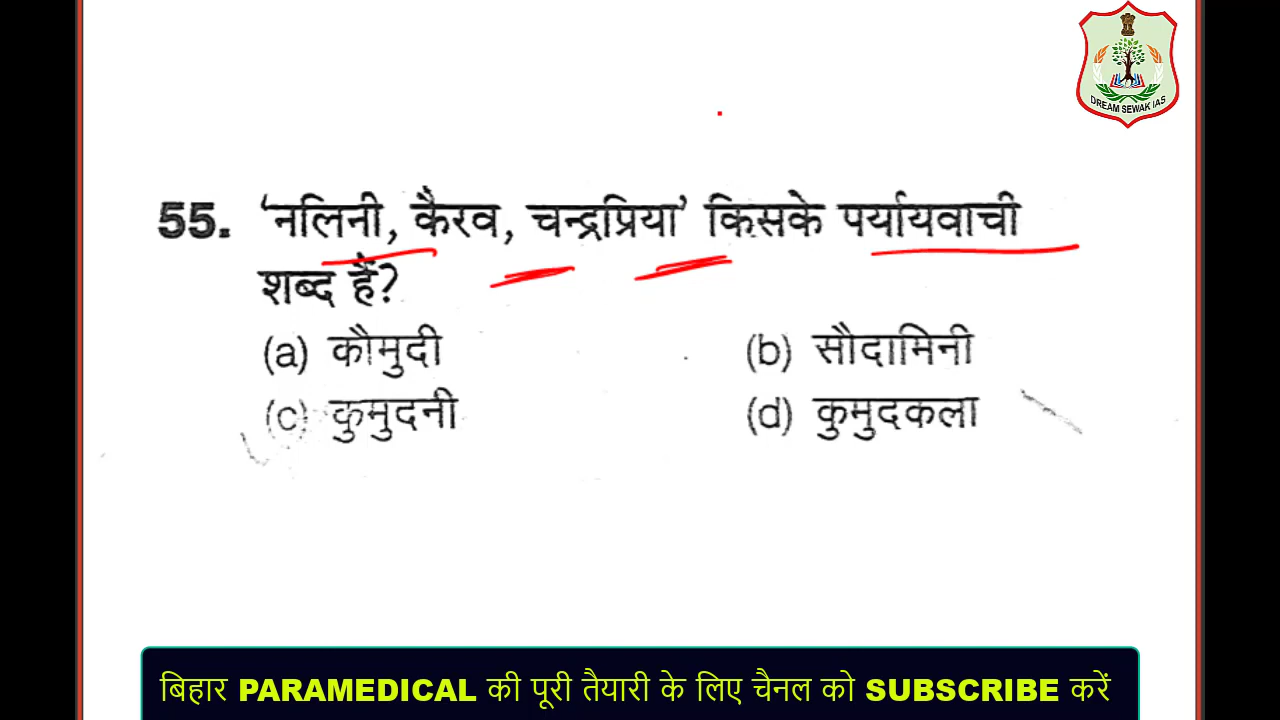 DREAM SEWAK IAS
55. 'नलिनी, कैरव, चन्द्रप्रिया' किसके पर्यायवाची
शब्द हैं?
(a) कौमुदी (b) सौदामिनी
(c) कुमुदनी (d) कुमुदकला
बिहार PARAMEDICAL की पूरी तैयारी के लिए चैनल को SUBSCRIBE करें